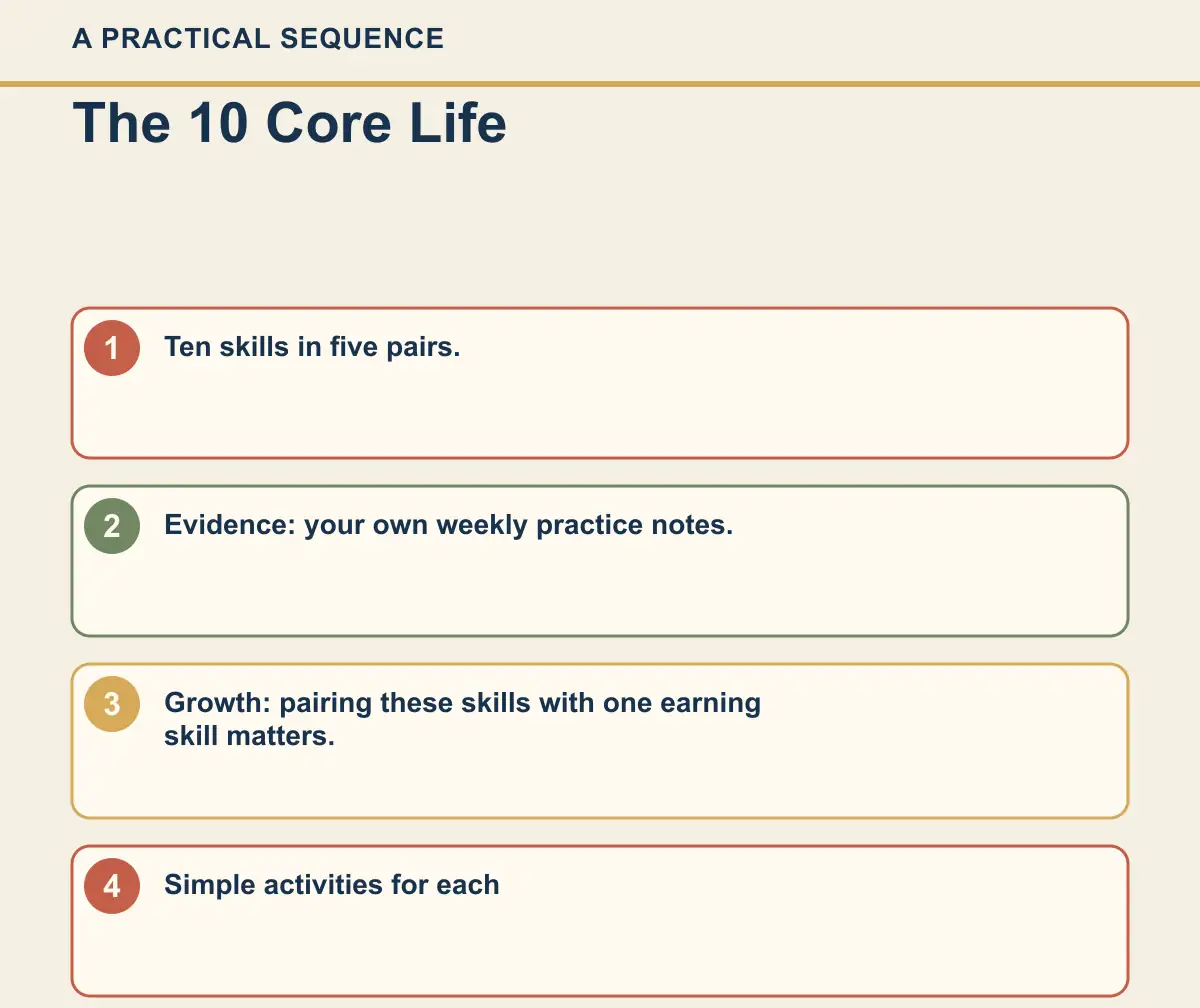 A PRACTICAL SEQUENCE
The 10 Core Life
1
Ten skills in five pairs.
2
Evidence: your own weekly practice notes.
3
Growth: pairing these skills with one earning
skill matters.
4
Simple activities for each